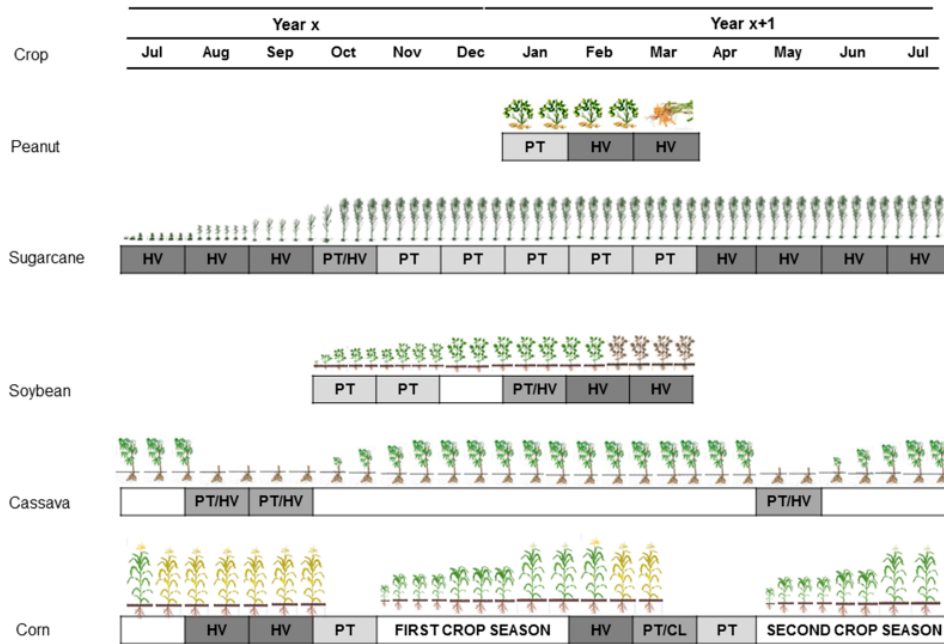 Year x Year x+1
Crop Jul Aug Sep Oct Nov Dec Jan Feb Mar Apr May Jun Jul
Peanut PT HV HV
Sugarcane HV HV HV PT/HV PT PT PT PT PT HV HV HV HV
Soybean PT PT PT/HV HV HV
Cassava PT/HV PT/HV PT/HV
Corn HV HV PT FIRST CROP SEASON HV PT/CL PT SECOND CROP SEASON